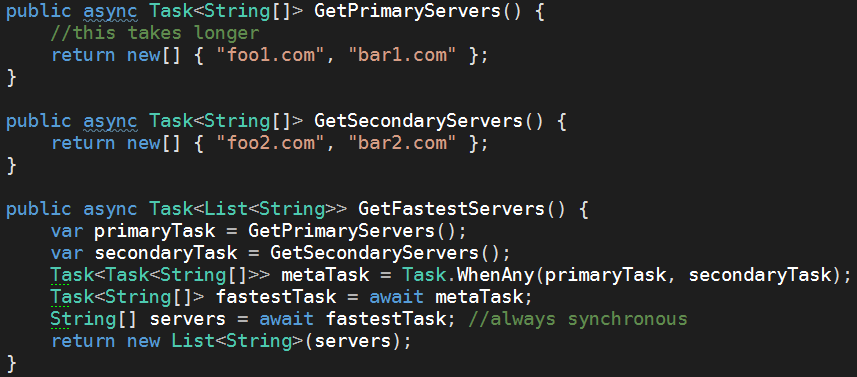 public async Task<String[]> GetPrimaryServers() {
    //this takes longer
    return new[] { "foo1.com", "bar1.com" };
}

public async Task<String[]> GetSecondaryServers() {
    return new[] { "foo2.com", "bar2.com" };
}

public async Task<List<String>> GetFastestServers() {
    var primaryTask = GetPrimaryServers();
    var secondaryTask = GetSecondaryServers();
    Task<Task<String[]>> metaTask = Task.WhenAny(primaryTask, secondaryTask);
    Task<String[]> fastestTask = await metaTask;
    String[] servers = await fastestTask; //always synchronous
    return new List<String>(servers);
}